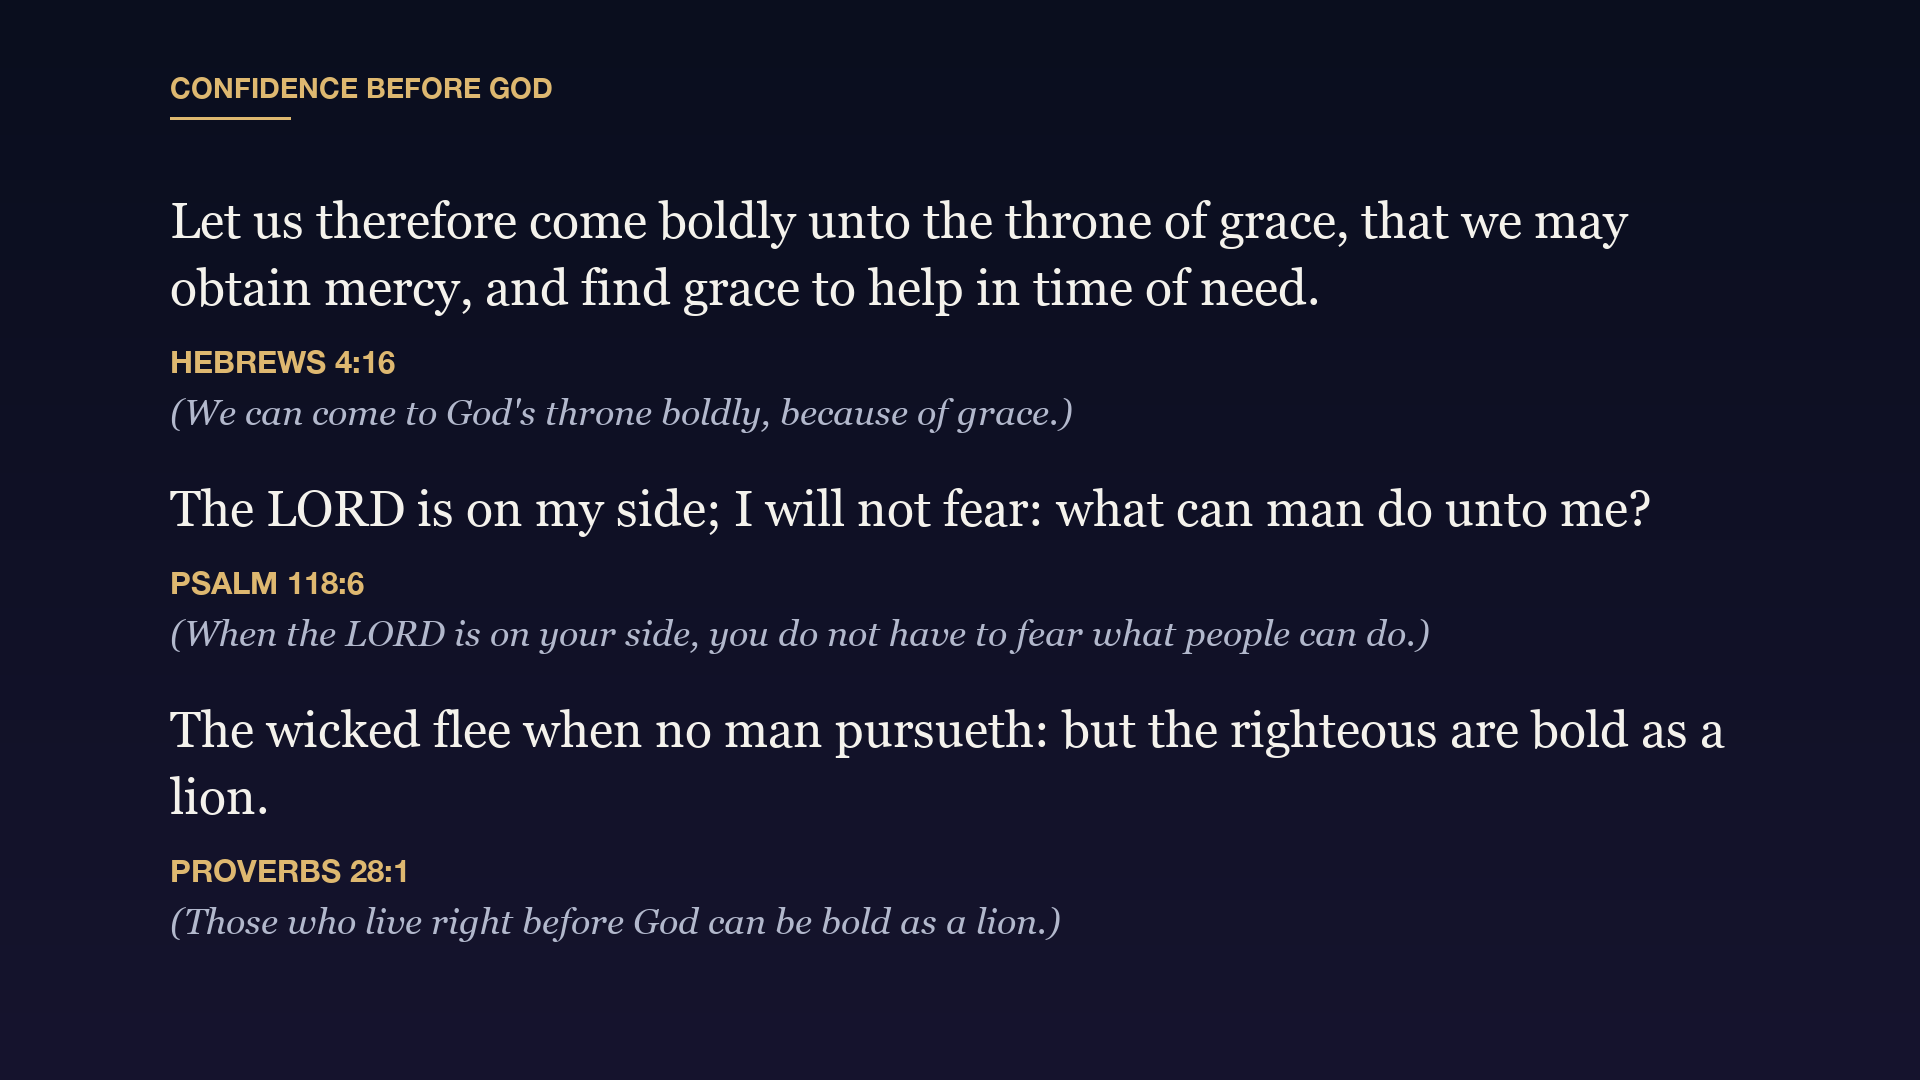 CONFIDENCE BEFORE GOD
Let us therefore come boldly unto the throne of grace, that we may
obtain mercy, and find grace to help in time of need.
HEBREWS 4:16
(We can come to God's throne boldly, because of grace.)
The LORD is on my side; I will not fear: what can man do unto me?
PSALM 118:6
(When the LORD is on your side, you do not have to fear what people can do.)
The wicked flee when no man pursueth: but the righteous are bold as a
lion.
PROVERBS 28:1
(Those who live right before God can be bold as a lion.)